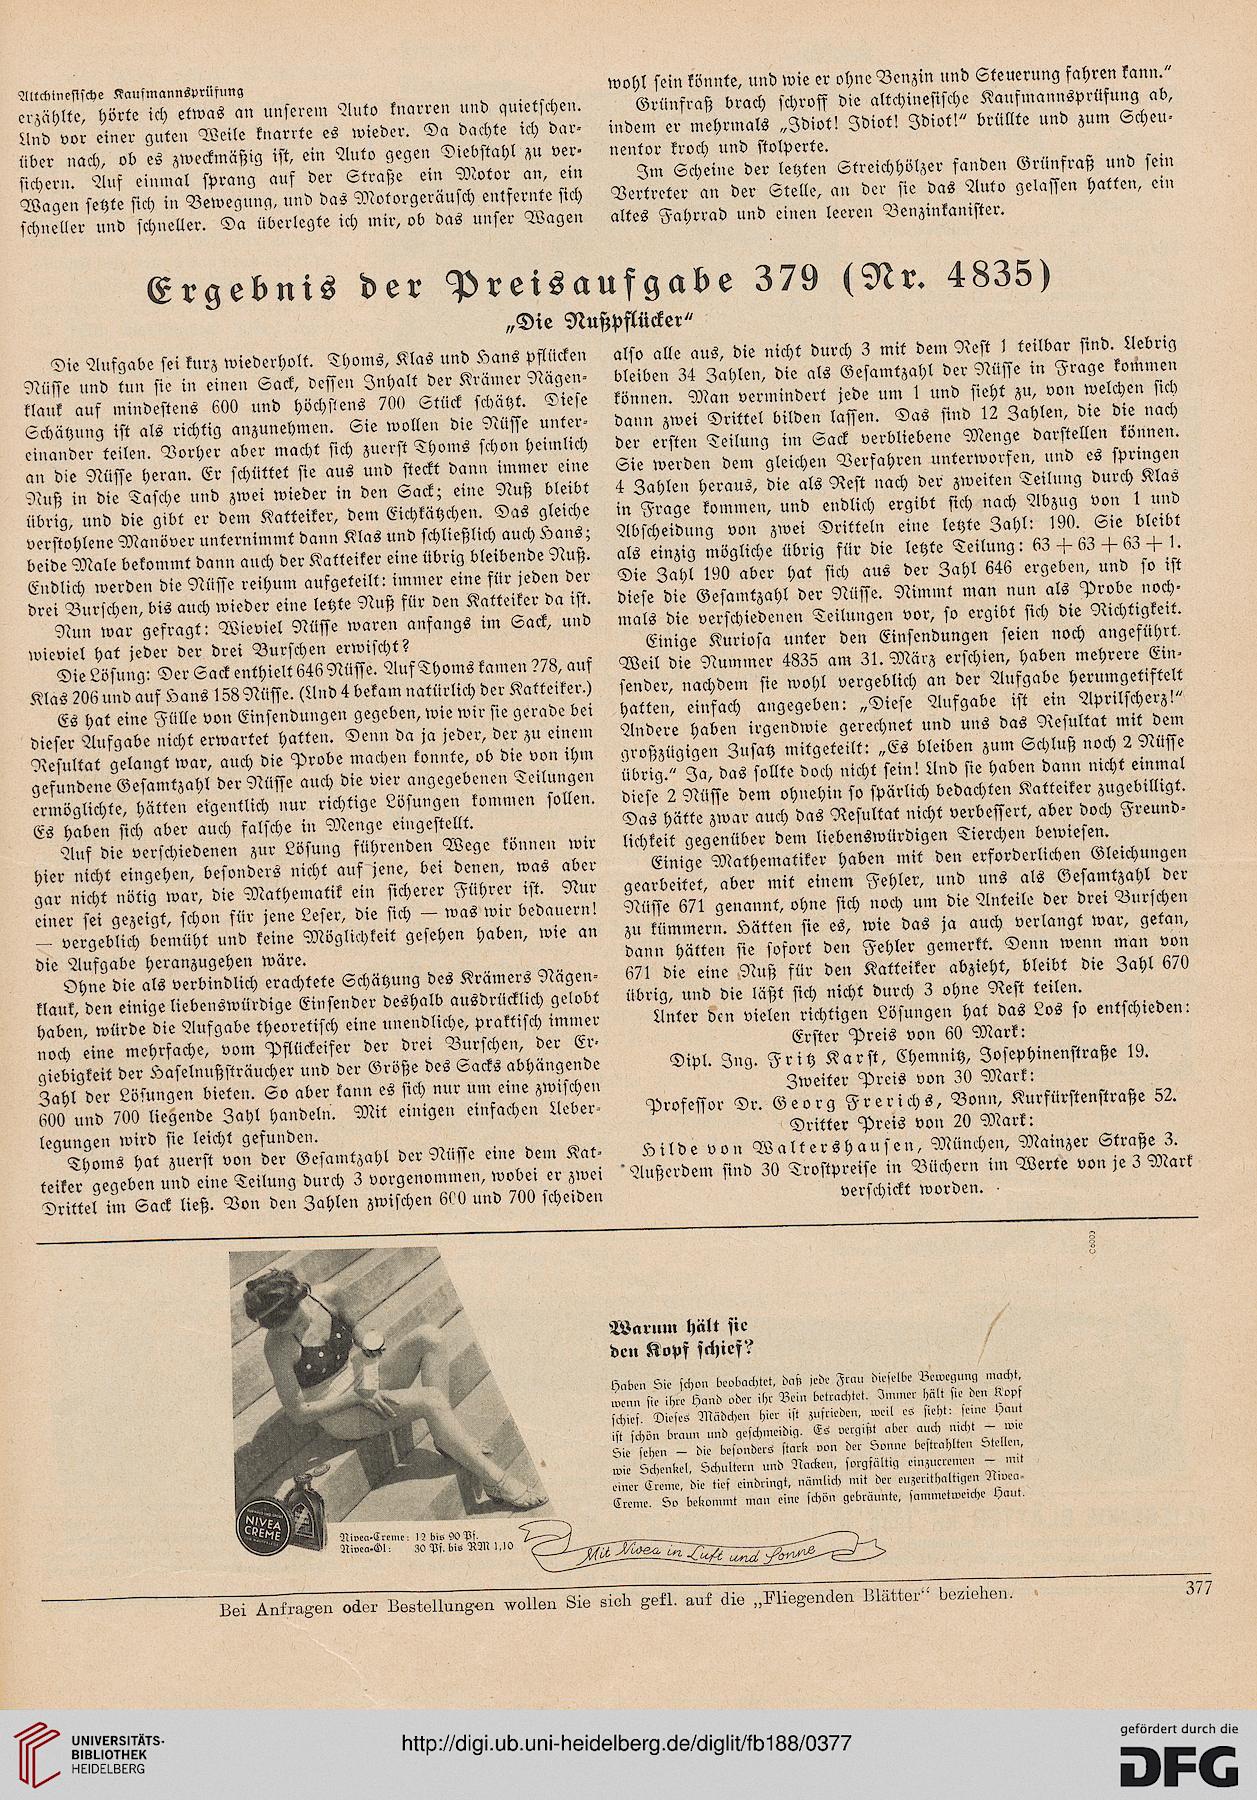 Altchinesische Kaufmannsprüfung
erzählte, hörte ich etwas an unserem Auto knarren und quietschen.
Und vor einer guten Weile knarrte es wieder. Da dachte ich dar-
über nach, ob es zweckmäßig ist, ein Auto gegen Diebstahl zu ver-
sichern. Auf einmal sprang auf der Straße ein Motor an, ein
Wagen setzte sich in Bewegung, und das Motorgeräusch entfernte sich
schneller und schneller. Da überlegte ich mir, ob das unser Wagen
wohl sein könnte, und wie er ohne Benzin und Steuerung fahren kann.“
Grünfraß brach schroff die altchinesische Kaufmannsprüfung ab,
indem er mehrmals „Idiot! Idiot! Idiot!“ brüllte und zum Scheu-
nentor kroch und stolperte.
Im Scheine der letzten Streichhölzer fanden Grünfraß und sein
Vertreter an der Stelle, an der sie das Auto gelassen hatten, ein
altes Fahrrad und einen leeren Benzinkanister.
Ergebnis der Preisaufgabe 379 (Nr. 4835)
„Die Nußpflücker“
Die Aufgabe sei kurz wiederholt. Thoms, Klas und Hans pflücken
Nüsse und tun sie in einen Sack, dessen Inhalt der Krämer Nägen-
klauk auf mindestens 600 und höchstens 700 Stück schätzt. Diese
Schätzung ist als richtig anzunehmen. Sie wollen die Nüsse unter-
einander teilen. Vorher aber macht sich zuerst Thoms schon heimlich
an die Nüsse heran. Er schüttet sie aus und steckt dann immer eine
Nuß in die Tasche und zwei wieder in den Sack; eine Nuß bleibt
übrig, und die gibt er dem Katteiker, dem Eichkätzchen. Das gleiche
verstohlene Manöver unternimmt dann Klas und schließlich auch Hans;
beide Male bekommt dann auch der Katteiker eine übrig bleibende Nuß.
Endlich werden die Nüsse reihum aufgeteilt: immer eine für jeden der
drei Burschen, bis auch wieder eine letzte Nuß für den Katteiker da ist.
Nun war gefragt: Wieviel Nüsse waren anfangs im Sack, und
wieviel hat jeder der drei Burschen erwischt?
Die Lösung: Der Sack enthielt 646 Nüsse. Auf Thoms kamen 278, auf
Klas 206 und auf Hans 158 Nüsse. (Und 4 bekam natürlich der Katteiker.)
Es hat eine Fülle von Einsendungen gegeben, wie wir sie gerade bei
dieser Aufgabe nicht erwartet hatten. Denn da ja jeder, der zu einem
Resultat gelangt war, auch die Probe machen konnte, ob die von ihm
gefundene Gesamtzahl der Nüsse auch die vier angegebenen Teilungen
ermöglichte, hätten eigentlich nur richtige Lösungen kommen sollen.
Es haben sich aber auch falsche in Menge eingestellt.
Auf die verschiedenen zur Lösung führenden Wege können wir
hier nicht eingehen, besonders nicht auf jene, bei denen, was aber
gar nicht nötig war, die Mathematik ein sicherer Führer ist. Nur
einer sei gezeigt, schon für jene Leser, die sich — was wir bedauern!
— vergeblich bemüht und keine Möglichkeit gesehen haben, wie an
die Aufgabe heranzugehen wäre.
Ohne die als verbindlich erachtete Schätzung des Krämers Nägen-
klauk, den einige liebenswürdige Einsender deshalb ausdrücklich gelobt
haben, würde die Aufgabe theoretisch eine unendliche, praktisch immer
noch eine mehrfache, vom Pflückeifer der drei Burschen, der Er-
giebigkeit der Haselnußsträucher und der Größe des Sacks abhängende
Zahl der Lösungen bieten. So aber kann es sich nur um eine zwischen
600 und 700 liegende Zahl handeln. Mit einigen einfachen Ueber-
legungen wird sie leicht gefunden.
Thoms hat zuerst von der Gesamtzahl der Nüsse eine dem Kat-
teiker gegeben und eine Teilung durch 3 vorgenommen, wobei er zwei
Drittel im Sack ließ. Von den Zahlen zwischen 600 und 700 scheiden
also alle aus, die nicht durch 3 mit dem Rest 1 teilbar sind. Uebrig
bleiben 34 Zahlen, die als Gesamtzahl der Nüsse in Frage kommen
können. Man vermindert jede um 1 und sieht zu, von welchen sich
dann zwei Drittel bilden lassen. Das sind 12 Zahlen, die die nach
der ersten Teilung im Sack verbliebene Menge darstellen können.
Sie werden dem gleichen Verfahren unterworfen, und es springen
4 Zahlen heraus, die als Rest nach der zweiten Teilung durch Klas
in Frage kommen, und endlich ergibt sich nach Abzug von 1 und
Abscheidung von zwei Dritteln eine letzte Zahl: 190. Sie bleibt
als einzig mögliche übrig für die letzte Teilung: 63 + 63 + 63 + 1.
Die Zahl 190 aber hat sich aus der Zahl 646 ergeben, und so ist
diese die Gesamtzahl der Nüsse. Nimmt man nun als Probe noch-
mals die verschiedenen Teilungen vor, so ergibt sich die Richtigkeit.
Einige Kuriosa unter den Einsendungen seien noch angeführt.
Weil die Nummer 4835 am 31. März erschien, haben mehrere Ein-
sender, nachdem sie wohl vergeblich an der Aufgabe herumgetiftelt
hatten, einfach angegeben: „Diese Aufgabe ist ein Aprilscherz!“
Andere haben irgendwie gerechnet und uns das Resultat mit dem
großzügigen Zusatz mitgeteilt: „Es bleiben zum Schluß noch 2 Nüsse
übrig.“ Ja, das sollte doch nicht sein! Und sie haben dann nicht einmal
diese 2 Nüsse dem ohnehin so spärlich bedachten Katteiker zugebilligt.
Das hätte zwar auch das Resultat nicht verbessert, aber doch Freund-
lichkeit gegenüber dem liebenswürdigen Tierchen bewiesen.
Einige Mathematiker haben mit den erforderlichen Gleichungen
gearbeitet, aber mit einem Fehler, und uns als Gesamtzahl der
Nüsse 671 genannt, ohne sich noch um die Anteile der drei Burschen
zu kümmern. Hätten sie es, wie das ja auch verlangt war, getan,
dann hätten sie sofort den Fehler gemerkt. Denn wenn man von
671 die eine Nuß für den Katteiker abzieht, bleibt die Zahl 670
übrig, und die läßt sich nicht durch 3 ohne Rest teilen.
Unter den vielen richtigen Lösungen hat das Los so entschieden:
Erster Preis von 60 Mark:
Dipl. Ing. Fritz Karst, Chemnitz, Josephinenstraße 19.
Zweiter Preis von 30 Mark:
Professor Dr. Georg Frerichs, Bonn, Kurfürstenstraße 52.
Dritter Preis von 20 Mark:
Hilde von Waltershausen, München, Mainzer Straße 3.
Außerdem sind 30 Trostpreise in Büchern im Werte von je 3 Mark
verschickt worden.
C6003
Warum hält sie
den Kopf schief?
Haben Sie schon beobachtet, daß jede Frau dieselbe Bewegung macht,
wenn sie ihre Hand oder ihr Bein betrachtet. Immer hält sie den Kopf
schief. Dieses Mädchen hier ist zufrieden, weil es sieht: seine Haut
ist schön braun und geschmeidig. Es vergißt aber auch nicht — wie
Sie sehen — die besonders stark von der Sonne bestrahlten Stellen,
wie Schenkel, Schultern und Nacken, sorgfältig einzucremen — mit
einer Creme, die tief eindringt, nämlich mit der euzerithaltigen Nivea-
Creme. So bekommt man eine schön gebräunte, sammetweiche Haut.
NIVEA
CREME
Nivea-Creme: 12 bis 90 Pf.
Nivea-Öl: 30 Pf. bis RM 1,10
Mit Nivea in Luft und Sonne
Bei Anfragen oder Bestellungen wollen Sie sich gefl. auf die „Fliegenden Blätter“ beziehen.
377
UNIVERSITÄTS-
BIBLIOTHEK
HEIDELBERG
http://digi.ub.uni-heidelberg.de/diglit/fb188/0377
gefördert durch die
DFG